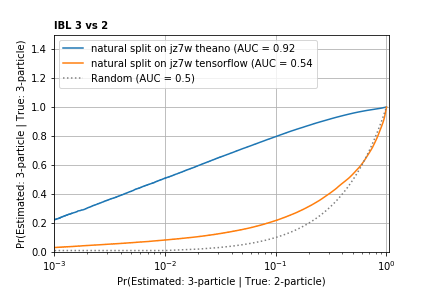 IBL 3 vs 2
Pr(Estimated: 3-particle | True: 3-particle)
1.4
1.2
1.0
0.8
0.6
0.4
0.2
0.0
natural split on jz7w theano (AUC = 0.92
natural split on jz7w tensorflow (AUC = 0.54
Random (AUC = 0.5)
10⁻³ 10⁻² 10⁻¹ 10⁰
Pr(Estimated: 3-particle | True: 2-particle)